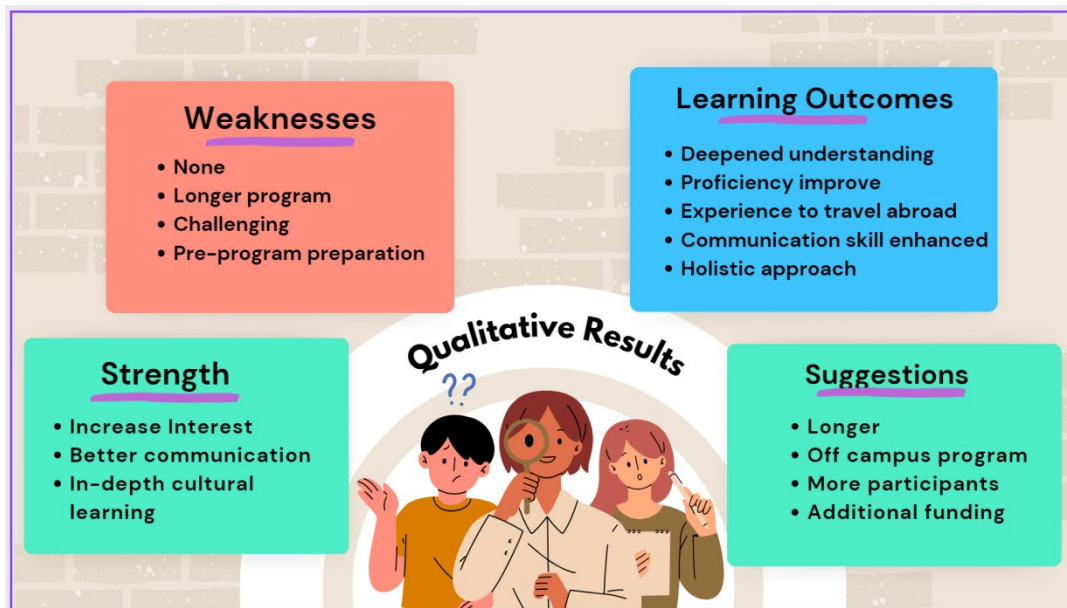 Weaknesses
• None
• Longer program
• Challenging
• Pre-program preparation
Learning Outcomes
• Deepened understanding
• Proficiency improve
• Experience to travel abroad
• Communication skill enhanced
• Holistic approach
Qualitative Results
??
Strength
• Increase Interest
• Better communication
• In-depth cultural
learning
Suggestions
• Longer
• Off campus program
• More participants
• Additional funding